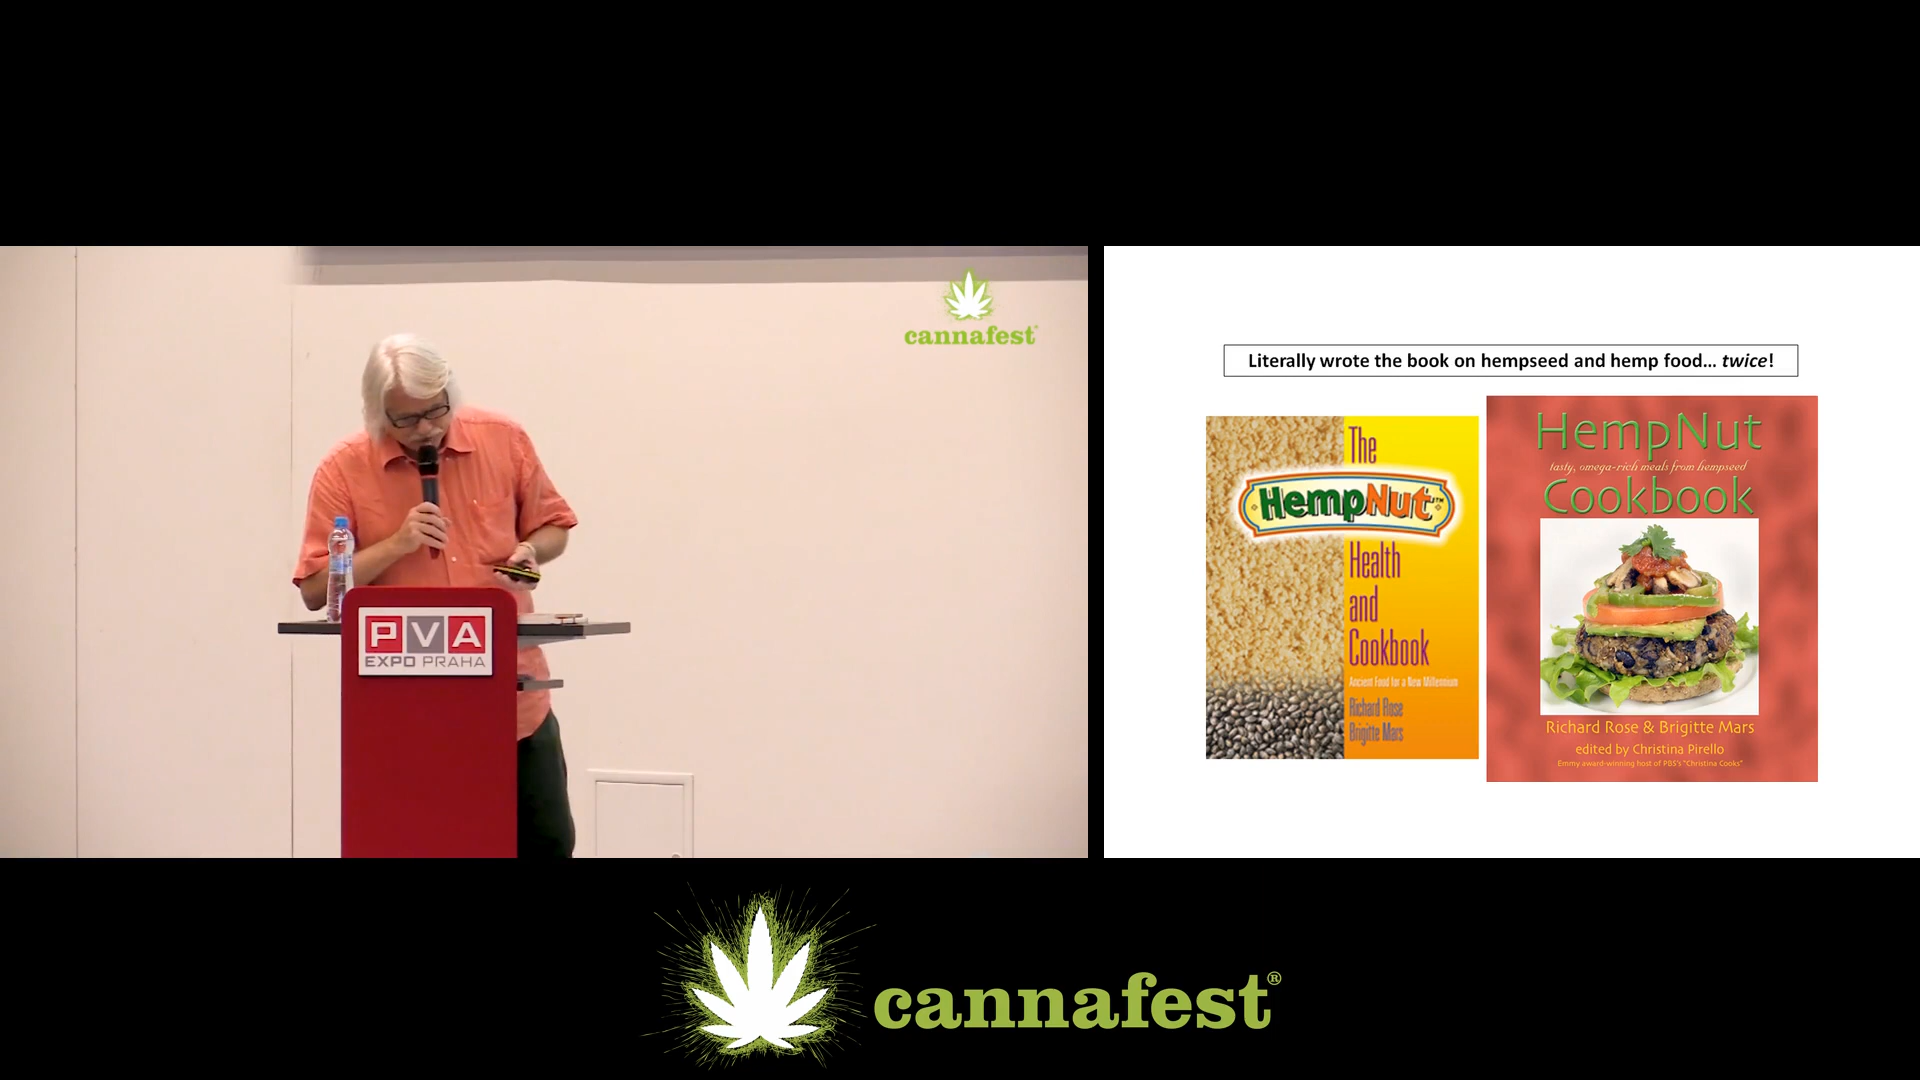 cannafest
PVA
EXPO PRAHA
Literally wrote the book on hempseed and hemp food... twice!
The
HempNut™
Health
and
Cookbook
Ancient Food for a New Millennium
Richard Rose
Brigitte Mars
HempNut
tasty, omega-rich meals from hempseed
Cookbook
Richard Rose & Brigitte Mars
edited by Christina Pirello
Emmy award-winning host of PBS's "Christina Cooks"
cannafest®